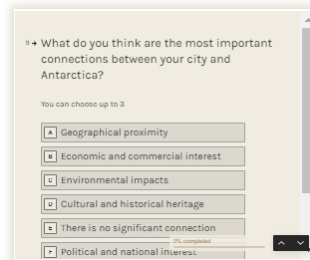 9→ What do you think are the most important
connections between your city and
Antarctica?
You can choose up to 3
A Geographical proximity
B Economic and commercial interest
C Environmental impacts
D Cultural and historical heritage
E There is no significant connection
% completed
F Political and national interest